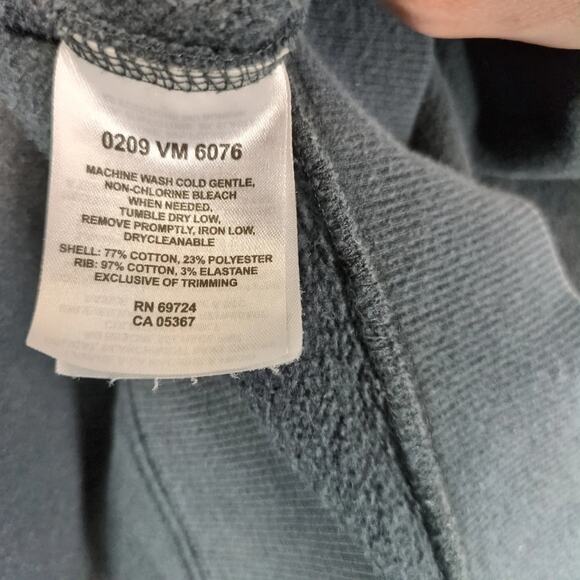 0209 VM 6076
MACHINE WASH COLD GENTLE,
NON-CHLORINE BLEACH
WHEN NEEDED,
TUMBLE DRY LOW,
REMOVE PROMPTLY, IRON LOW,
DRYCLEANABLE
SHELL: 77% COTTON, 23% POLYESTER
RIB: 97% COTTON, 3% ELASTANE
EXCLUSIVE OF TRIMMING
RN 69724
CA 05367